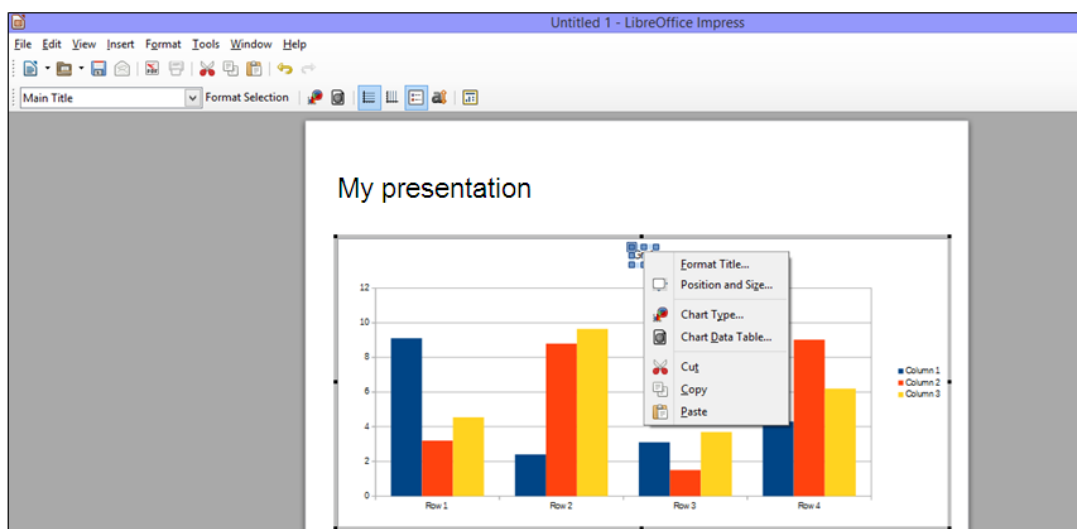 Untitled 1 - LibreOffice Impress
File Edit View Insert Format Tools Window Help
Main Title Format Selection
My presentation
Format Title...
Position and Size...
Chart Type...
Chart Data Table...
Cut
Copy
Paste
12
10
8
6
4
2
0
Row 1 Row 2 Row 3 Row 4
Column 1
Column 2
Column 3